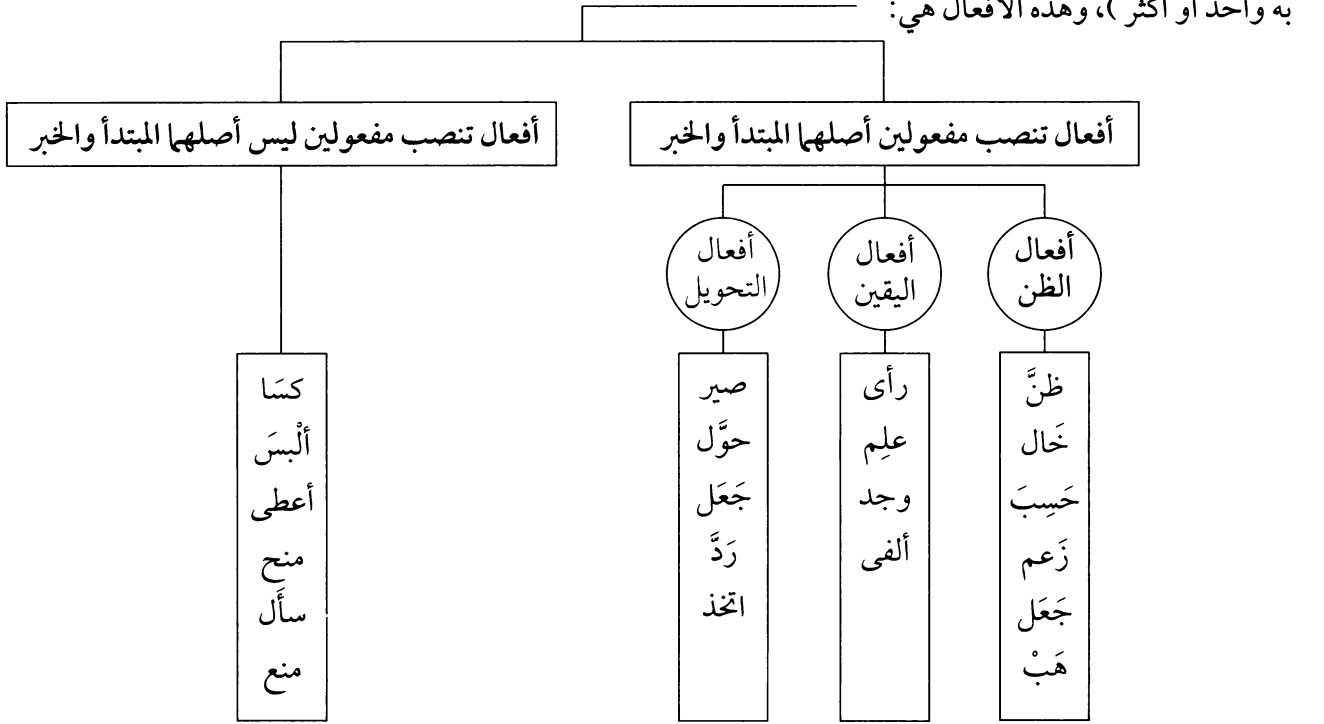 به واحد أو أكثر )، وهذه الأفعال هي:
أفعال تنصب مفعولين أصلهما المبتدأ والخبر
أفعال تنصب مفعولين ليس أصلهما المبتدأ والخبر
أفعال
الظن
أفعال
اليقين
أفعال
التحويل
ظنَّ
خَال
حَسِبَ
زَعم
جَعَل
هَبْ
رأى
علِم
وجد
ألفى
صير
حوَّل
جَعَل
رَدَّ
اتخذ
كسَا
ألْبسَ
أعطى
منح
سأَل
منع